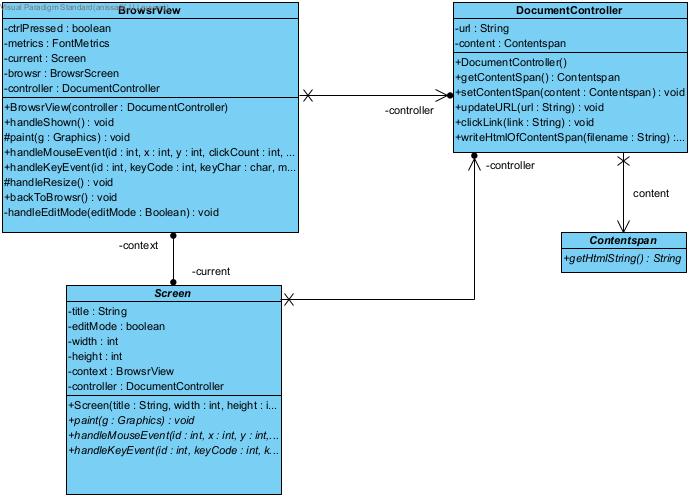 Visual Paradigm Standard(anissa
BrowsrView
-ctrlPressed : boolean
-metrics : FontMetrics
-current : Screen
-browsr : BrowsrScreen
-controller : DocumentController
+BrowsrView(controller : DocumentController)
+handleShown() : void
#paint(g : Graphics) : void
+handleMouseEvent(id : int, x : int, y : int, clickCount : int, ...
+handleKeyEvent(id : int, keyCode : int, keyChar : char, m...
#handleResize() : void
+backToBrowsr() : void
-handleEditMode(editMode : Boolean) : void
DocumentController
-url : String
-content : Contentspan
+DocumentController()
+getContentSpan() : Contentspan
+setContentSpan(content : Contentspan) : void
+updateURL(url : String) : void
+clickLink(link : String) : void
+writeHtmlOfContentSpan(filename : String) :...
-controller
-controller
content
Contentspan
+getHtmlString() : String
-context
-current
Screen
-title : String
-editMode : boolean
-width : int
-height : int
-context : BrowsrView
-controller : DocumentController
+Screen(title : String, width : int, height : i...
+paint(g : Graphics) : void
+handleMouseEvent(id : int, x : int, y : int,...
+handleKeyEvent(id : int, keyCode : int, k...